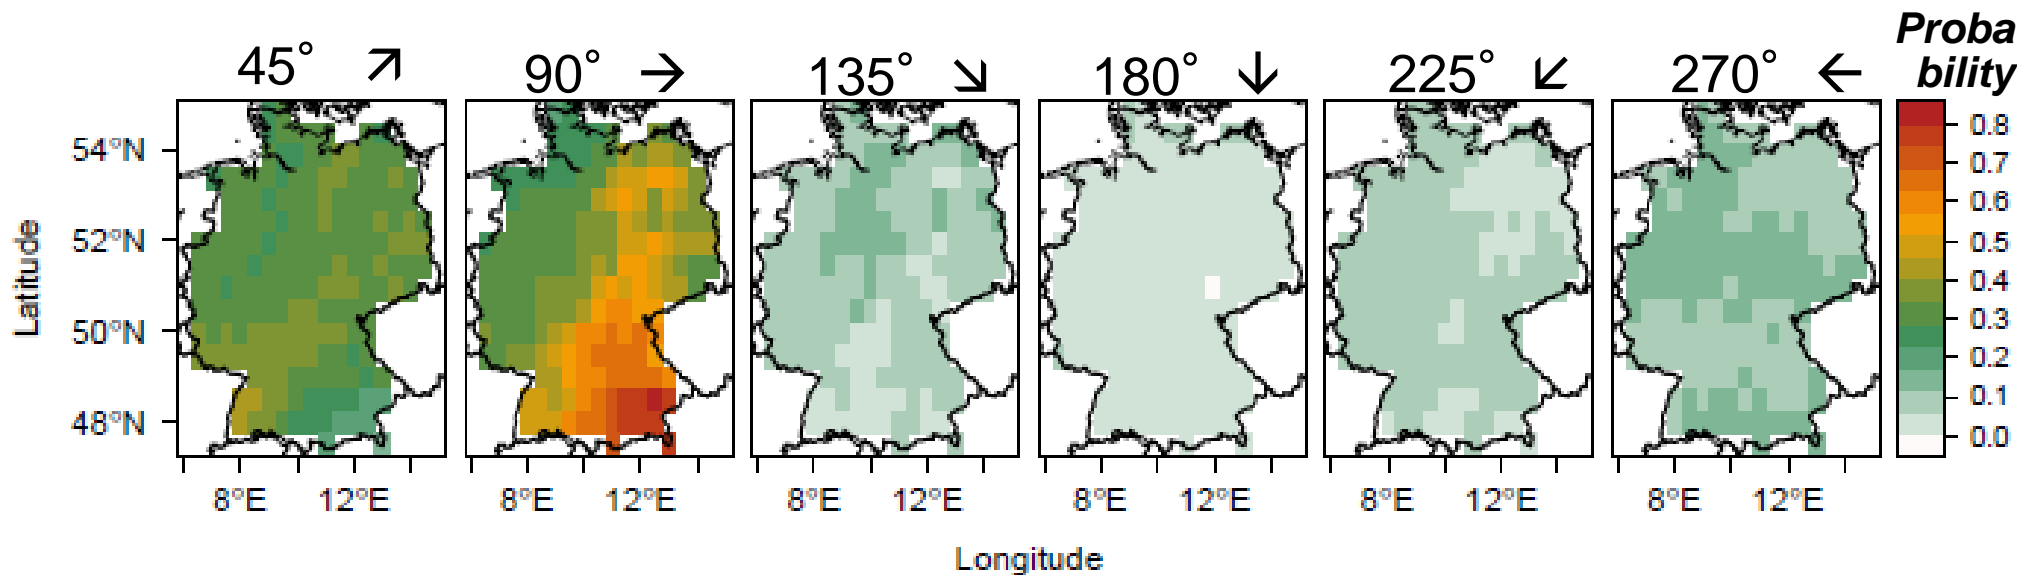 Proba
bility
45° ↗ 90° → 135° ↘ 180° ↓ 225° ↙ 270° ←
54°N
52°N
50°N
48°N
Latitude
0.8
0.7
0.6
0.5
0.4
0.3
0.2
0.1
0.0
8°E 12°E 8°E 12°E 8°E 12°E 8°E 12°E 8°E 12°E 8°E 12°E
Longitude